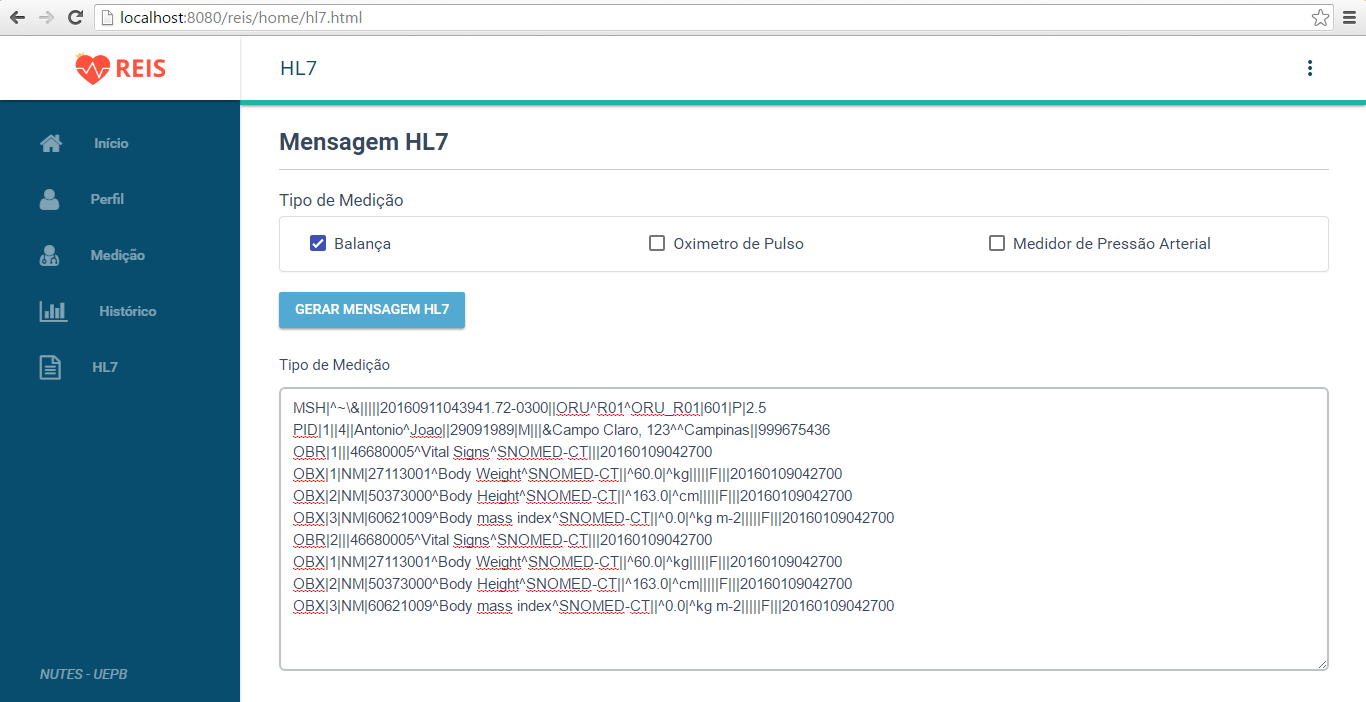 localhost:8080/reis/home/hl7.html
REIS
HL7
Início
Perfil
Medição
Histórico
HL7
NUTES - UEPB
Mensagem HL7
Tipo de Medição
Balança
Oximetro de Pulso
Medidor de Pressão Arterial
GERAR MENSAGEM HL7
Tipo de Medição
MSH|^~\&|||||20160911043941.72-0300||ORU^R01^ORU_R01|601|P|2.5
PID|1||4||Antonio^Joao||29091989|M|||&Campo Claro, 123^^Campinas||999675436
OBR|1|||46680005^Vital Signs^SNOMED-CT|||20160109042700
OBX|1|NM|27113001^Body Weight^SNOMED-CT||^60.0|^kg|||||F|||20160109042700
OBX|2|NM|50373000^Body Height^SNOMED-CT||^163.0|^cm|||||F|||20160109042700
OBX|3|NM|60621009^Body mass index^SNOMED-CT||^0.0|^kg m-2|||||F|||20160109042700
OBR|2|||46680005^Vital Signs^SNOMED-CT|||20160109042700
OBX|1|NM|27113001^Body Weight^SNOMED-CT||^60.0|^kg|||||F|||20160109042700
OBX|2|NM|50373000^Body Height^SNOMED-CT||^163.0|^cm|||||F|||20160109042700
OBX|3|NM|60621009^Body mass index^SNOMED-CT||^0.0|^kg m-2|||||F|||20160109042700